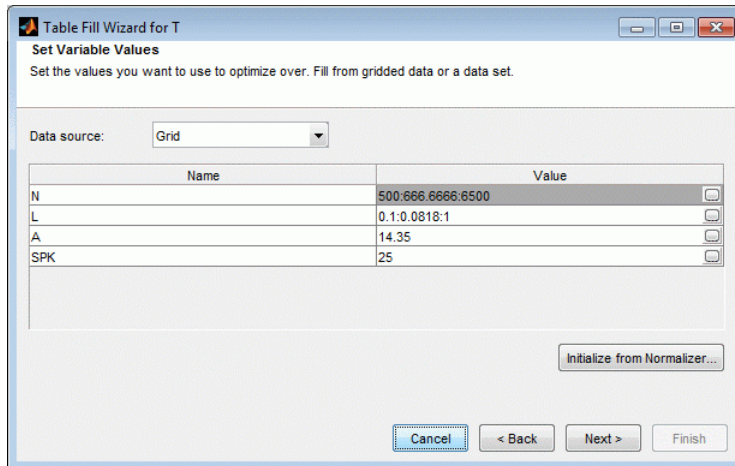 Table Fill Wizard for T
Set Variable Values
Set the values you want to use to optimize over. Fill from gridded data or a data set.
Data source: Grid
Name Value
N 500:666.6666:6500
L 0.1:0.0818:1
A 14.35
SPK 25
Initialize from Normalizer...
Cancel < Back Next > Finish